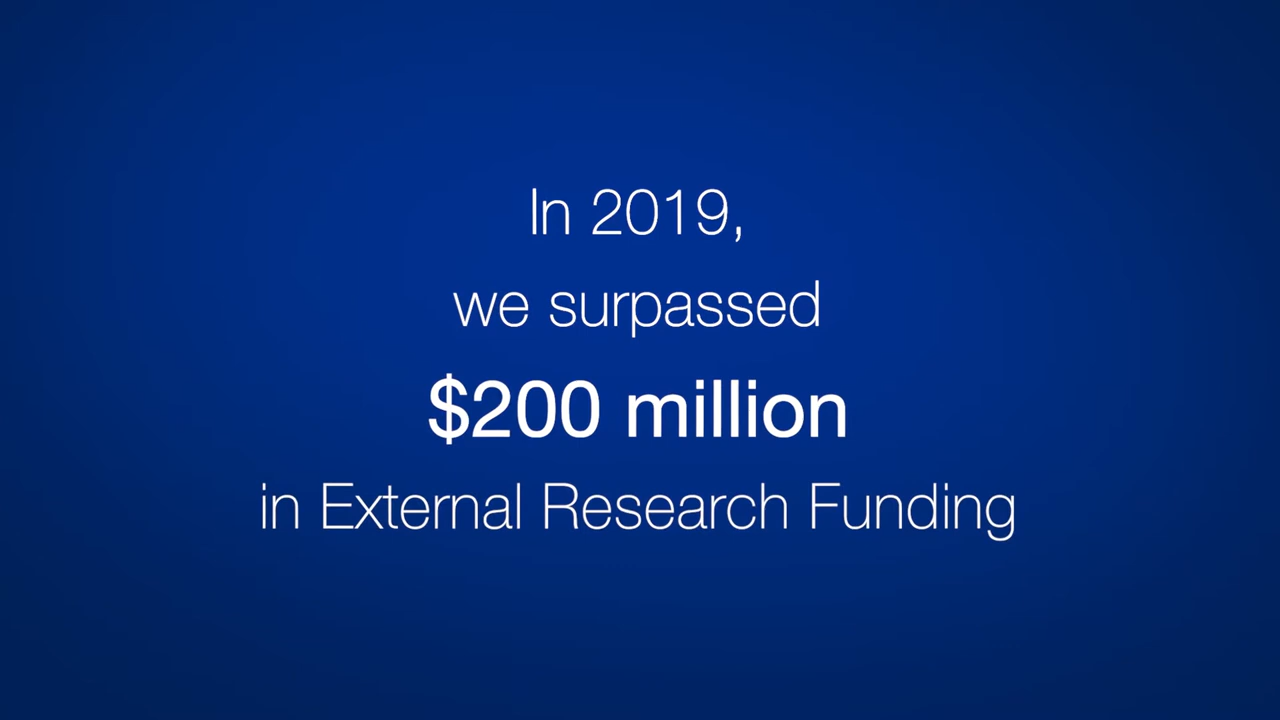 In 2019,
we surpassed
$200 million
in External Research Funding